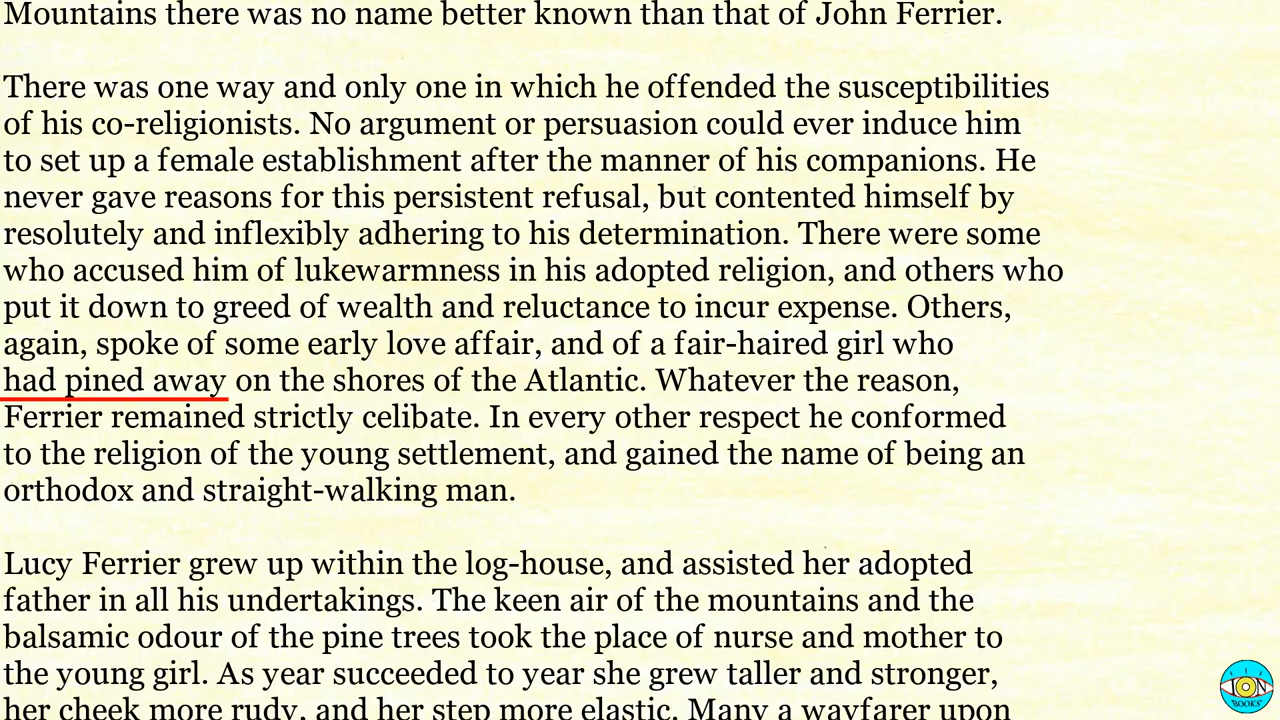 Mountains there was no name better known than that of John Ferrier.
There was one way and only one in which he offended the susceptibilities
of his co-religionists. No argument or persuasion could ever induce him
to set up a female establishment after the manner of his companions. He
never gave reasons for this persistent refusal, but contented himself by
resolutely and inflexibly adhering to his determination. There were some
who accused him of lukewarmness in his adopted religion, and others who
put it down to greed of wealth and reluctance to incur expense. Others,
again, spoke of some early love affair, and of a fair-haired girl who
had pined away on the shores of the Atlantic. Whatever the reason,
Ferrier remained strictly celibate. In every other respect he conformed
to the religion of the young settlement, and gained the name of being an
orthodox and straight-walking man.
Lucy Ferrier grew up within the log-house, and assisted her adopted
father in all his undertakings. The keen air of the mountains and the
balsamic odour of the pine trees took the place of nurse and mother to
the young girl. As year succeeded to year she grew taller and stronger,
her cheek more rudy, and her step more elastic. Many a wayfarer upon
ION
BOOKS